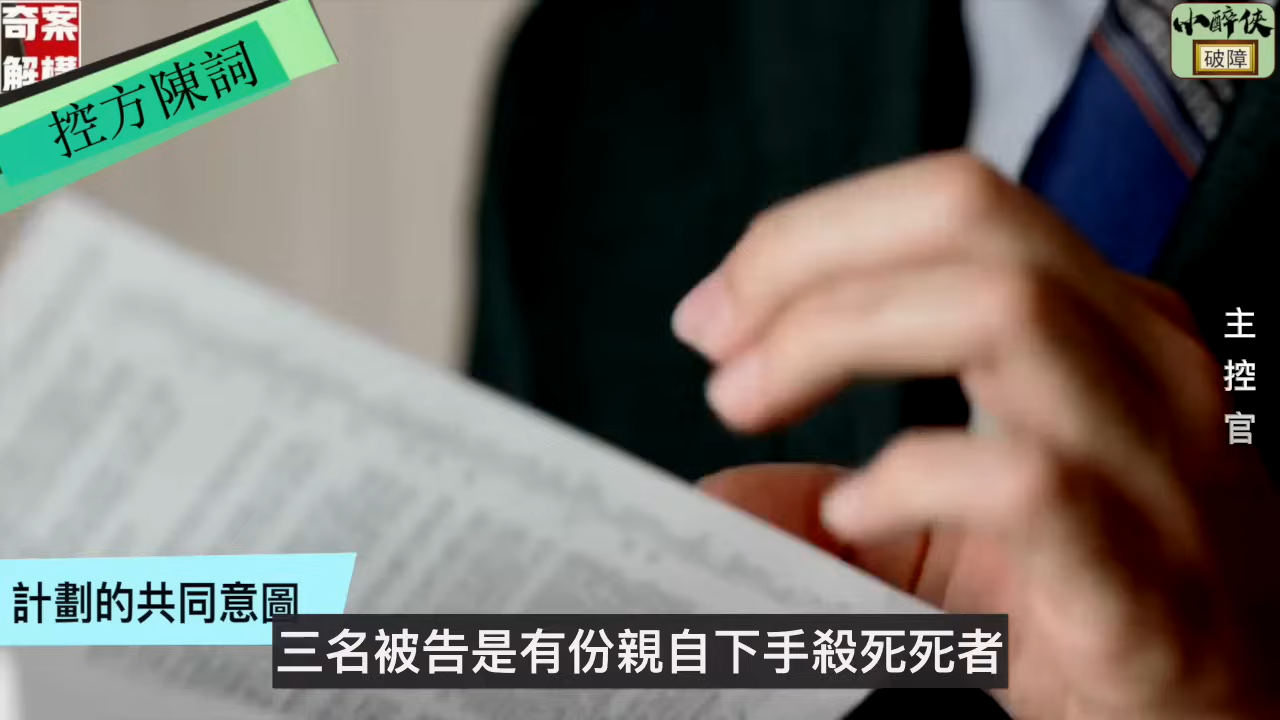 奇案
解構
控方陳詞
小醉俠
破障
主控官
計劃的共同意圖
三名被告是有份親自下手殺死死者